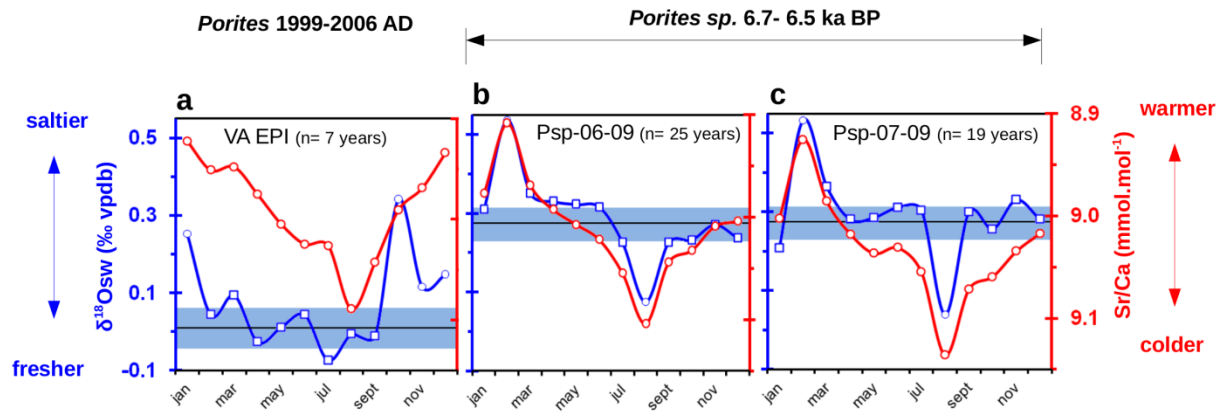 Porites 1999-2006 AD
Porites sp. 6.7- 6.5 ka BP
a
b
c
VA EPI (n= 7 years)
Psp-06-09 (n= 25 years)
Psp-07-09 (n= 19 years)
saltier
fresher
δ¹⁸Osw (‰ vpdb)
0.5
0.3
0.1
-0.1
8.9
9.0
9.1
Sr/Ca (mmol.mol⁻¹)
warmer
colder
jan mar may jul sept nov
jan mar may jul sept nov
jan mar may jul sept nov